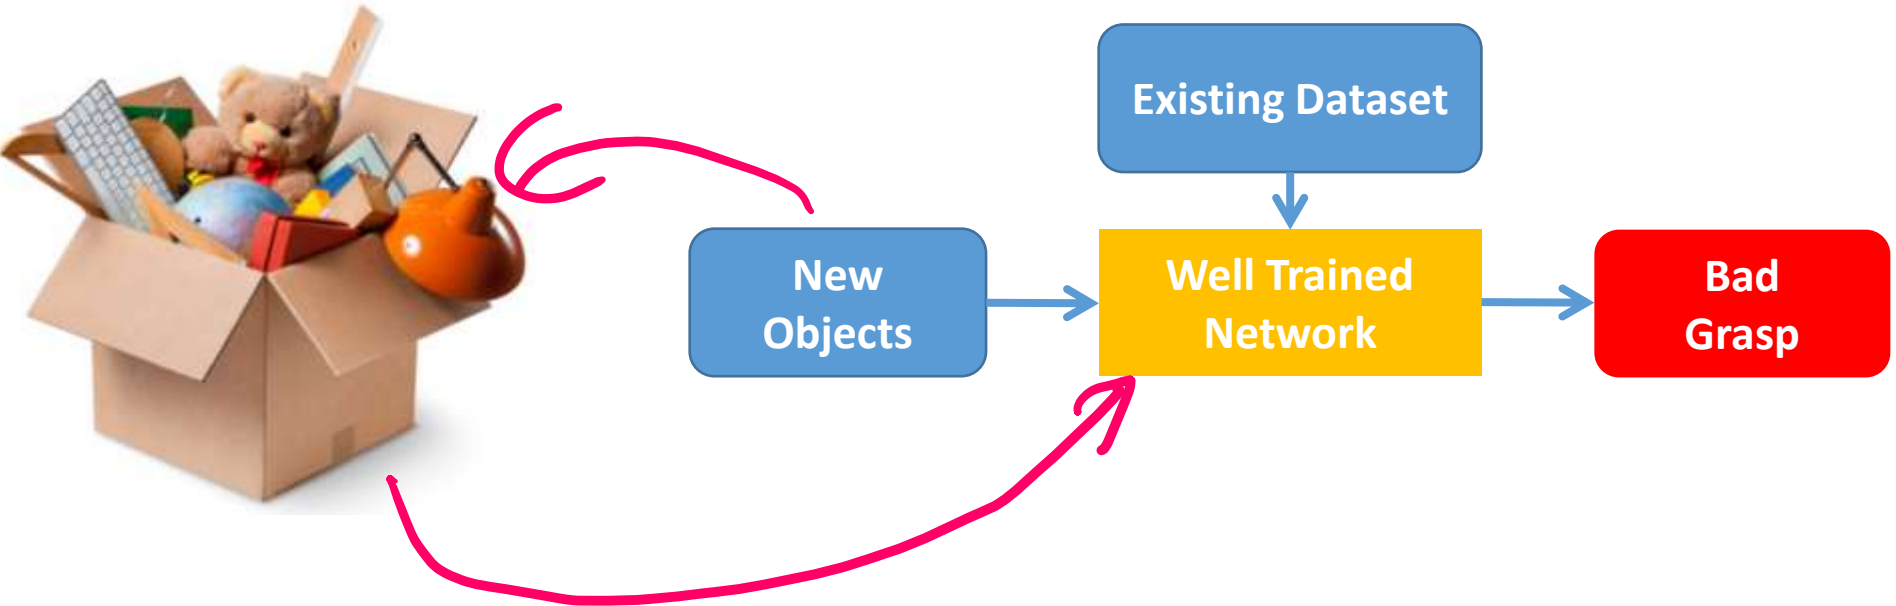 Existing Dataset
New
Objects
Well Trained
Network
Bad
Grasp